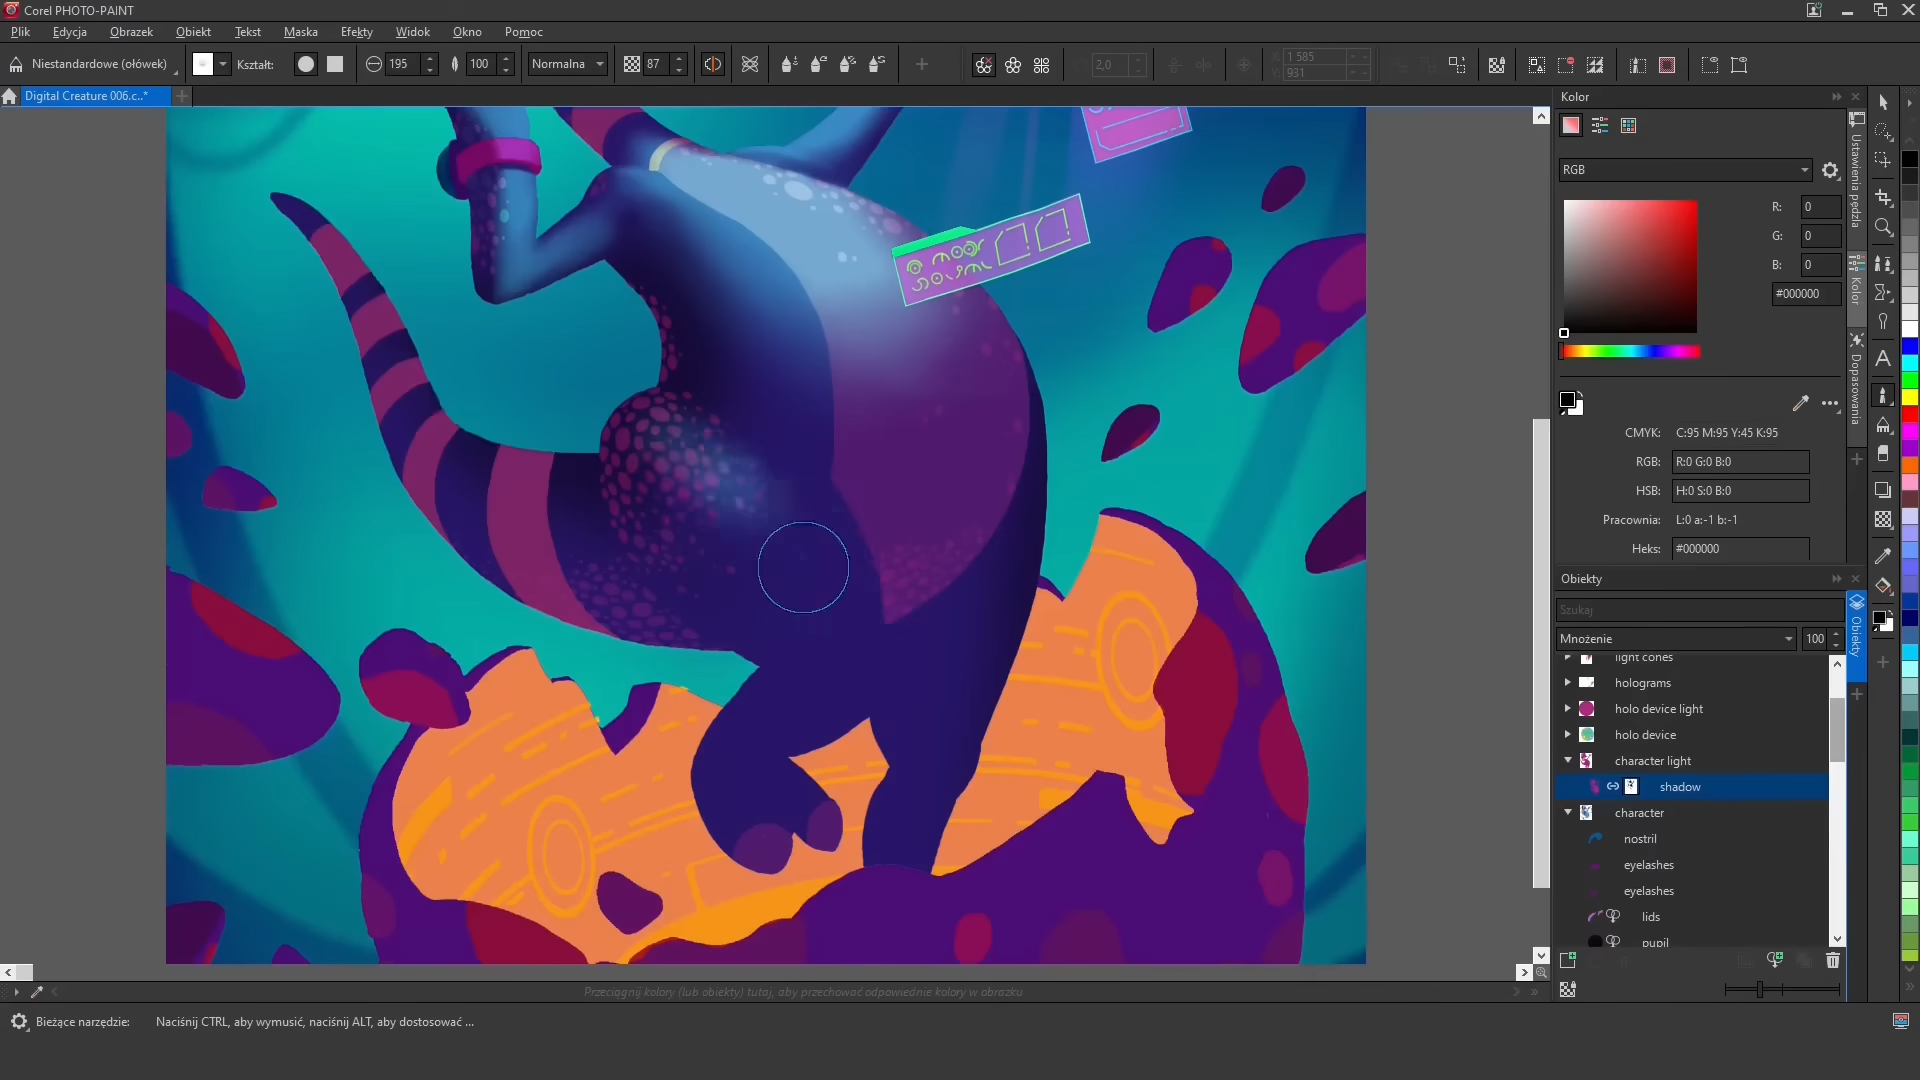 Corel PHOTO-PAINT
Plik Edycja Obrazek Obiekt Tekst Maska Efekty Widok Okno Pomoc
Niestandardowe (ołówek) Kształt: 195 100 Normalna 87 2,0 X: 1 585
Y: 931
Digital Creature 006.c..*
Kolor
RGB
R: 0
G: 0
B: 0
#000000
CMYK: C:95 M:95 Y:45 K:95
RGB: R:0 G:0 B:0
HSB: H:0 S:0 B:0
Pracownia: L:0 a:-1 b:-1
Heks: #000000
Ustawienia pędzla
Kolor
Dopasowania
Obiekty
Obiekty
Szukaj
Mnożenie 100
light cones
holograms
holo device light
holo device
character light
shadow
character
nostril
eyelashes
eyelashes
lids
pupil
Przeciągnij kolory (lub obiekty) tutaj, aby przechować odpowiednie kolory w obrazku
Bieżące narzędzie: Naciśnij CTRL, aby wymusić, naciśnij ALT, aby dostosować ...